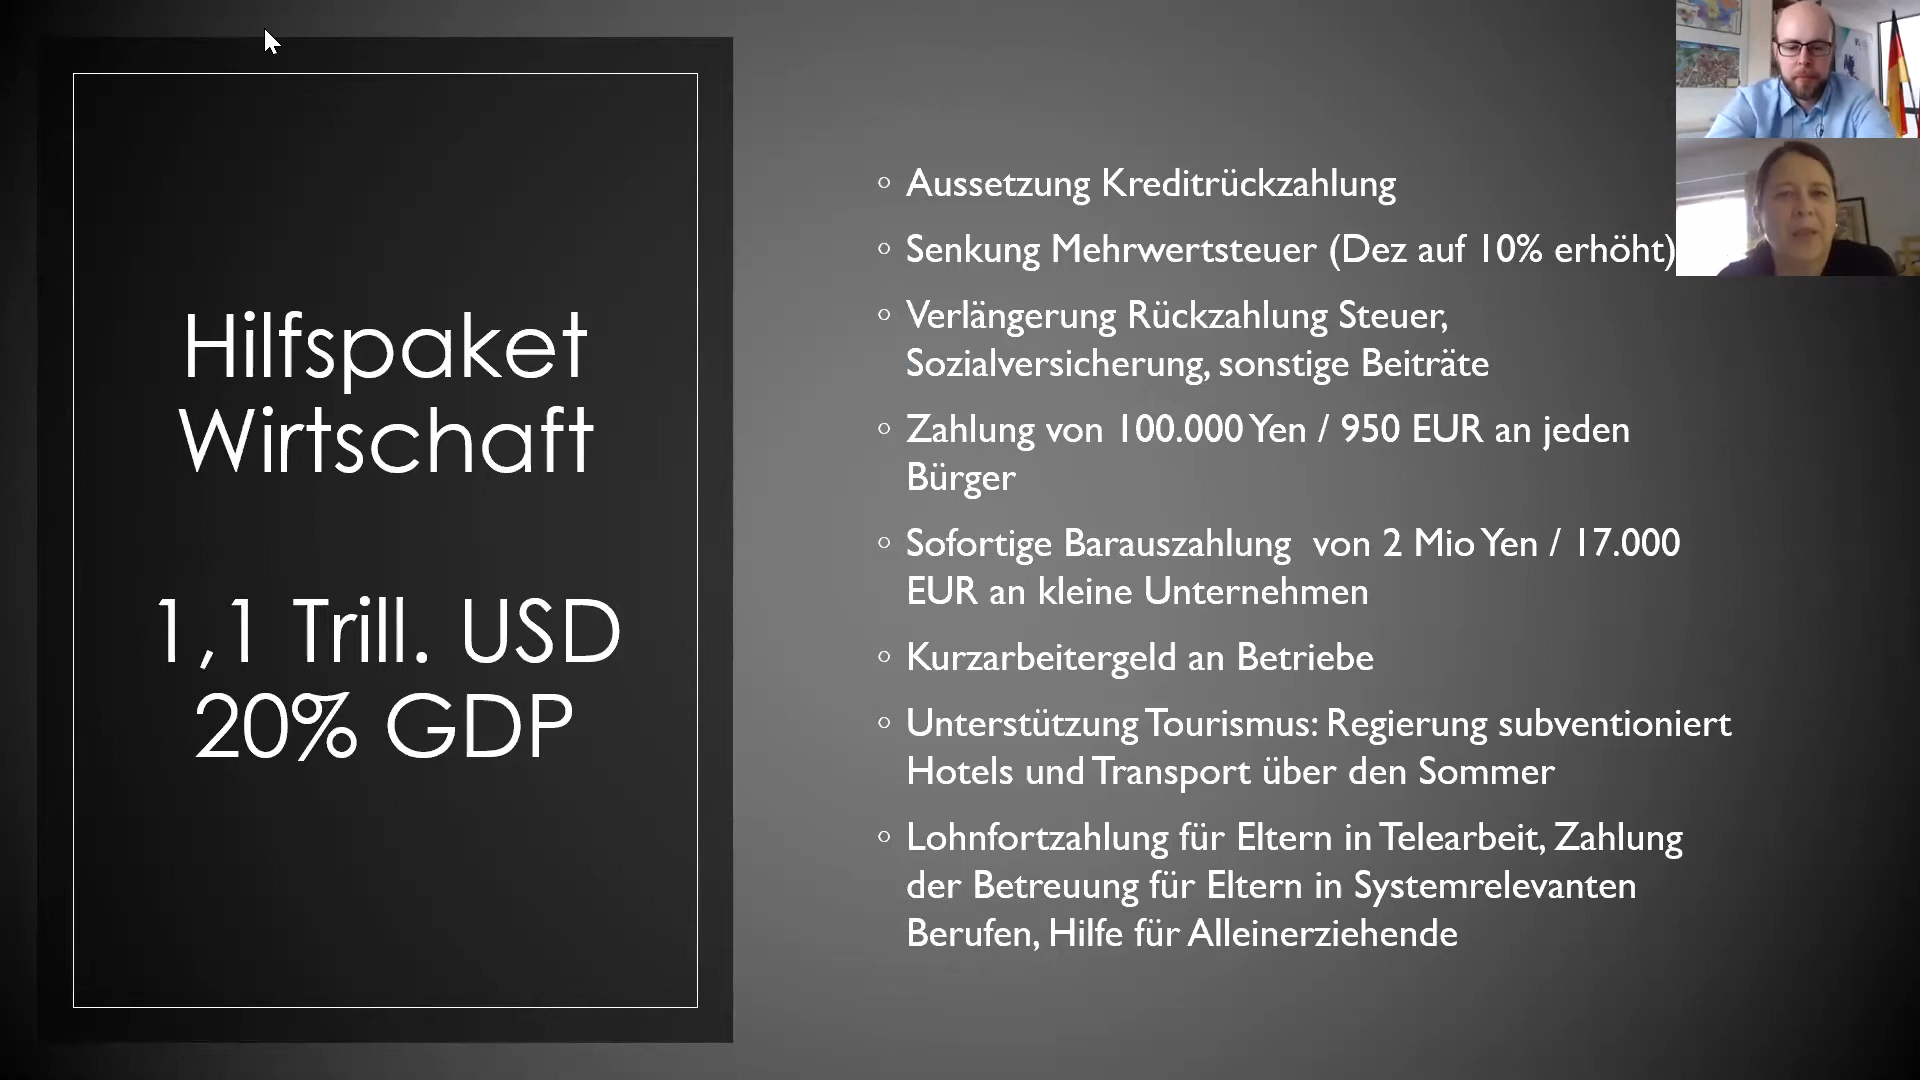 Hilfspaket
Wirtschaft
1,1 Trill. USD
20% GDP
Aussetzung Kreditrückzahlung
Senkung Mehrwertsteuer (Dez auf 10% erhöht)
Verlängerung Rückzahlung Steuer,
Sozialversicherung, sonstige Beiträte
Zahlung von 100.000 Yen / 950 EUR an jeden
Bürger
Sofortige Barauszahlung  von 2 Mio Yen / 17.000
EUR an kleine Unternehmen
Kurzarbeitergeld an Betriebe
Unterstützung Tourismus: Regierung subventioniert
Hotels und Transport über den Sommer
Lohnfortzahlung für Eltern in Telearbeit, Zahlung
der Betreuung für Eltern in Systemrelevanten
Berufen, Hilfe für Alleinerziehende